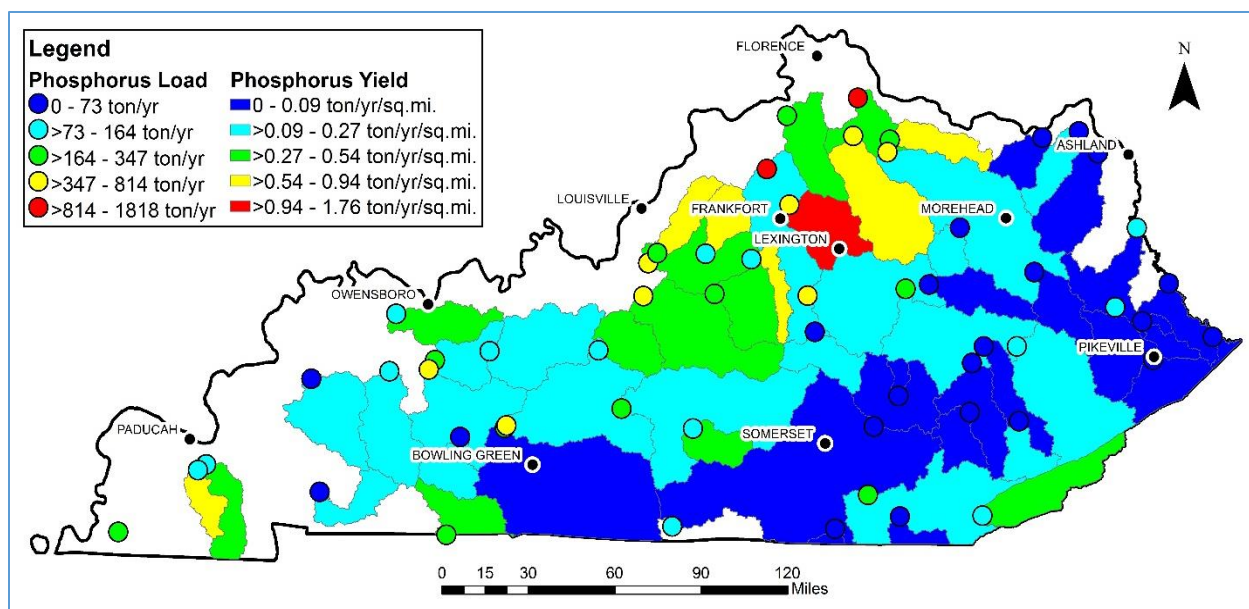 FLORENCE
N
Legend
Phosphorus Load Phosphorus Yield
0 - 73 ton/yr 0 - 0.09 ton/yr/sq.mi.
>73 - 164 ton/yr >0.09 - 0.27 ton/yr/sq.mi.
>164 - 347 ton/yr >0.27 - 0.54 ton/yr/sq.mi.
>347 - 814 ton/yr >0.54 - 0.94 ton/yr/sq.mi.
>814 - 1818 ton/yr >0.94 - 1.76 ton/yr/sq.mi.
ASHLAND
LOUISVILLE
FRANKFORT
MOREHEAD
LEXINGTON
OWENSBORO
PIKEVILLE
PADUCAH
SOMERSET
BOWLING GREEN
0 15 30 60 90 120
Miles